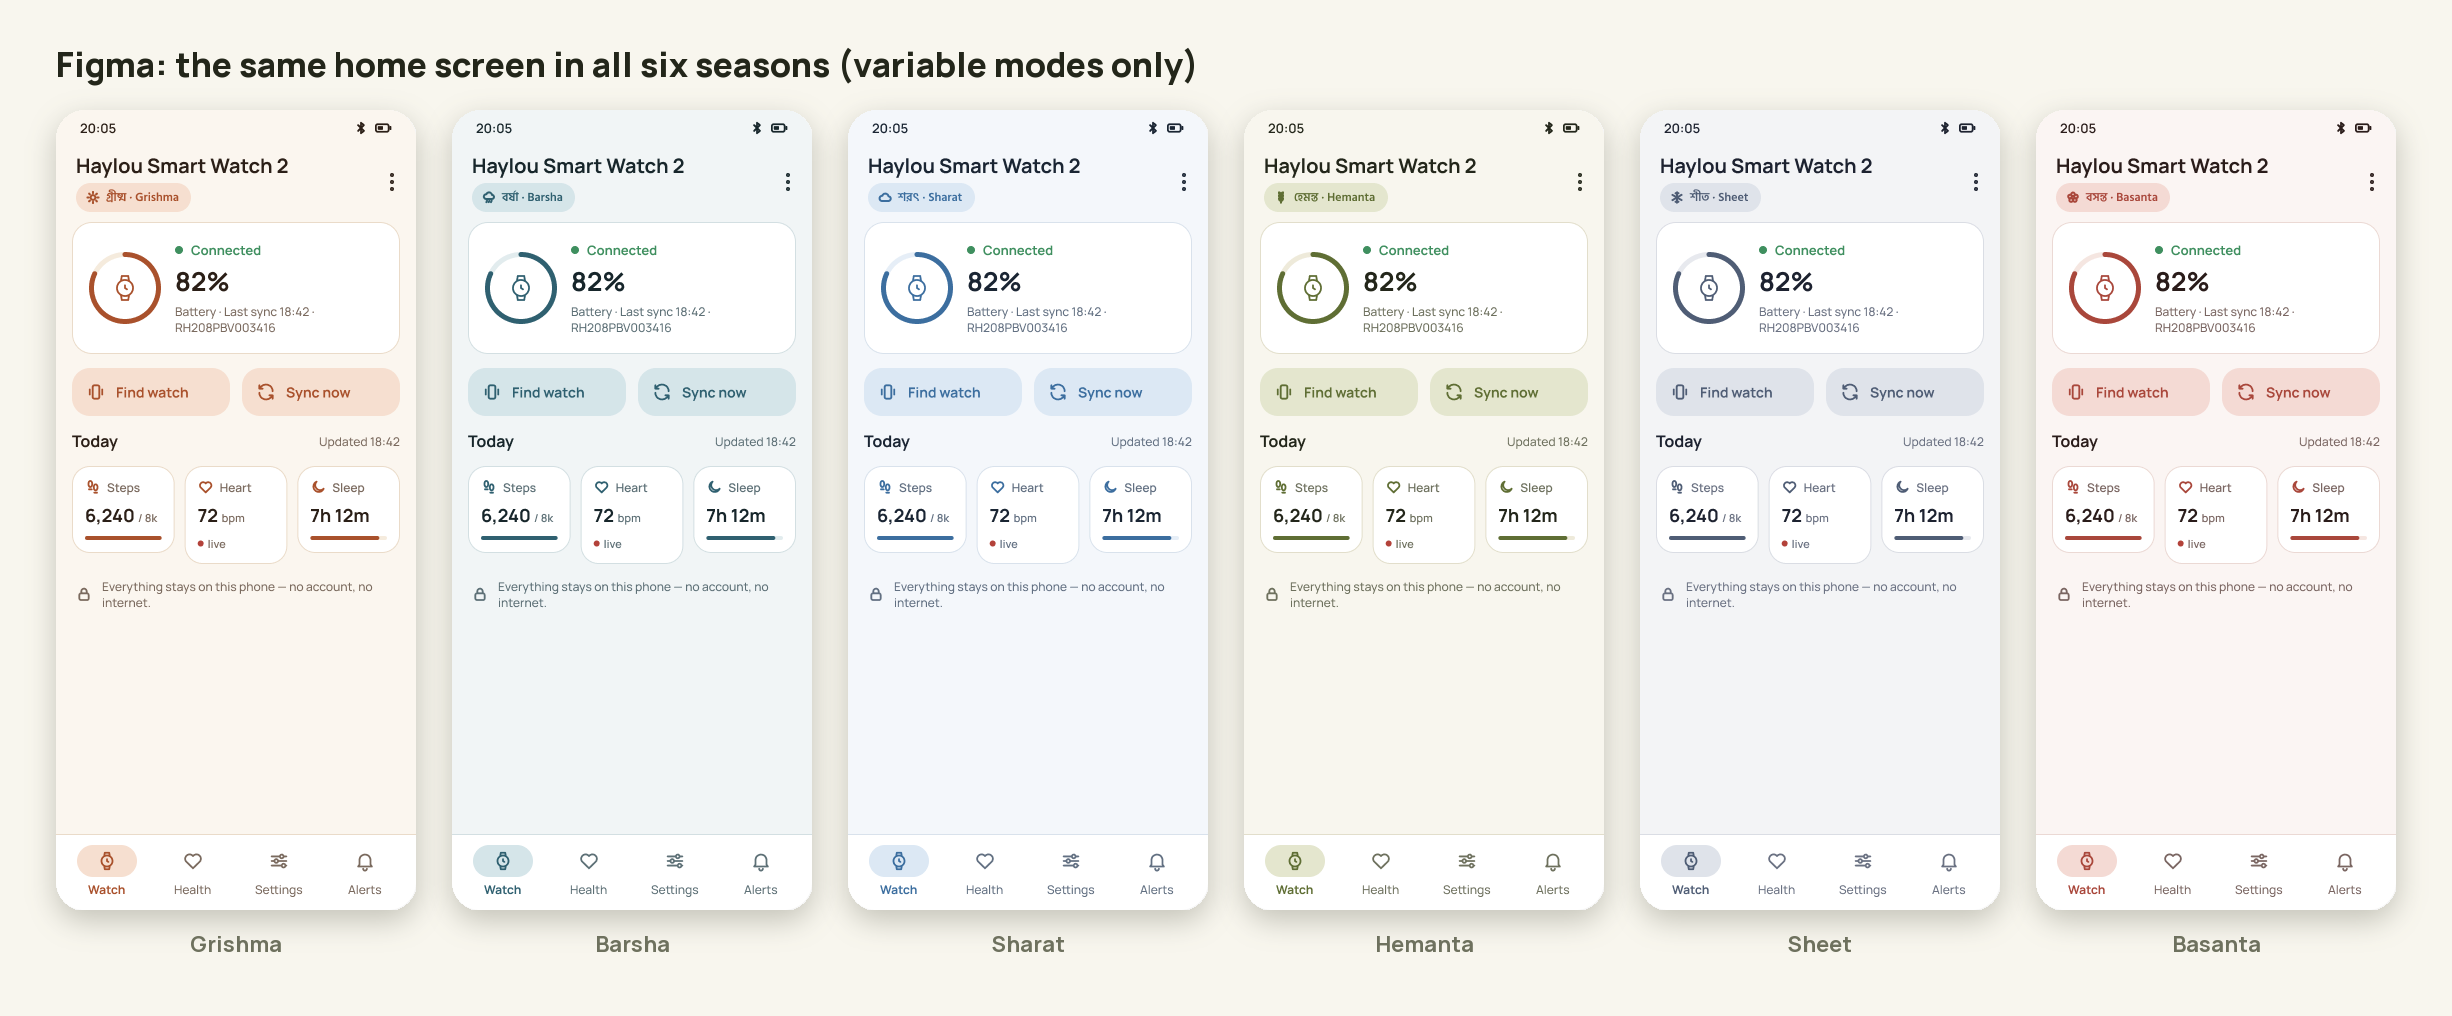 Figma: the same home screen in all six seasons (variable modes only)
20:05
Haylou Smart Watch 2
গ্রীষ্ম · Grishma
Connected
82%
Battery · Last sync 18:42 ·
RH208PBV003416
Find watch
Sync now
Today
Updated 18:42
Steps
Heart
Sleep
6,240 / 8k
72 bpm
7h 12m
live
Everything stays on this phone — no account, no
internet.
Watch
Health
Settings
Alerts
Grishma
20:05
Haylou Smart Watch 2
বর্ষা · Barsha
Connected
82%
Battery · Last sync 18:42 ·
RH208PBV003416
Find watch
Sync now
Today
Updated 18:42
Steps
Heart
Sleep
6,240 / 8k
72 bpm
7h 12m
live
Everything stays on this phone — no account, no
internet.
Watch
Health
Settings
Alerts
Barsha
20:05
Haylou Smart Watch 2
শরৎ · Sharat
Connected
82%
Battery · Last sync 18:42 ·
RH208PBV003416
Find watch
Sync now
Today
Updated 18:42
Steps
Heart
Sleep
6,240 / 8k
72 bpm
7h 12m
live
Everything stays on this phone — no account, no
internet.
Watch
Health
Settings
Alerts
Sharat
20:05
Haylou Smart Watch 2
হেমন্ত · Hemanta
Connected
82%
Battery · Last sync 18:42 ·
RH208PBV003416
Find watch
Sync now
Today
Updated 18:42
Steps
Heart
Sleep
6,240 / 8k
72 bpm
7h 12m
live
Everything stays on this phone — no account, no
internet.
Watch
Health
Settings
Alerts
Hemanta
20:05
Haylou Smart Watch 2
শীত · Sheet
Connected
82%
Battery · Last sync 18:42 ·
RH208PBV003416
Find watch
Sync now
Today
Updated 18:42
Steps
Heart
Sleep
6,240 / 8k
72 bpm
7h 12m
live
Everything stays on this phone — no account, no
internet.
Watch
Health
Settings
Alerts
Sheet
20:05
Haylou Smart Watch 2
বসন্ত · Basanta
Connected
82%
Battery · Last sync 18:42 ·
RH208PBV003416
Find watch
Sync now
Today
Updated 18:42
Steps
Heart
Sleep
6,240 / 8k
72 bpm
7h 12m
live
Everything stays on this phone — no account, no
internet.
Watch
Health
Settings
Alerts
Basanta